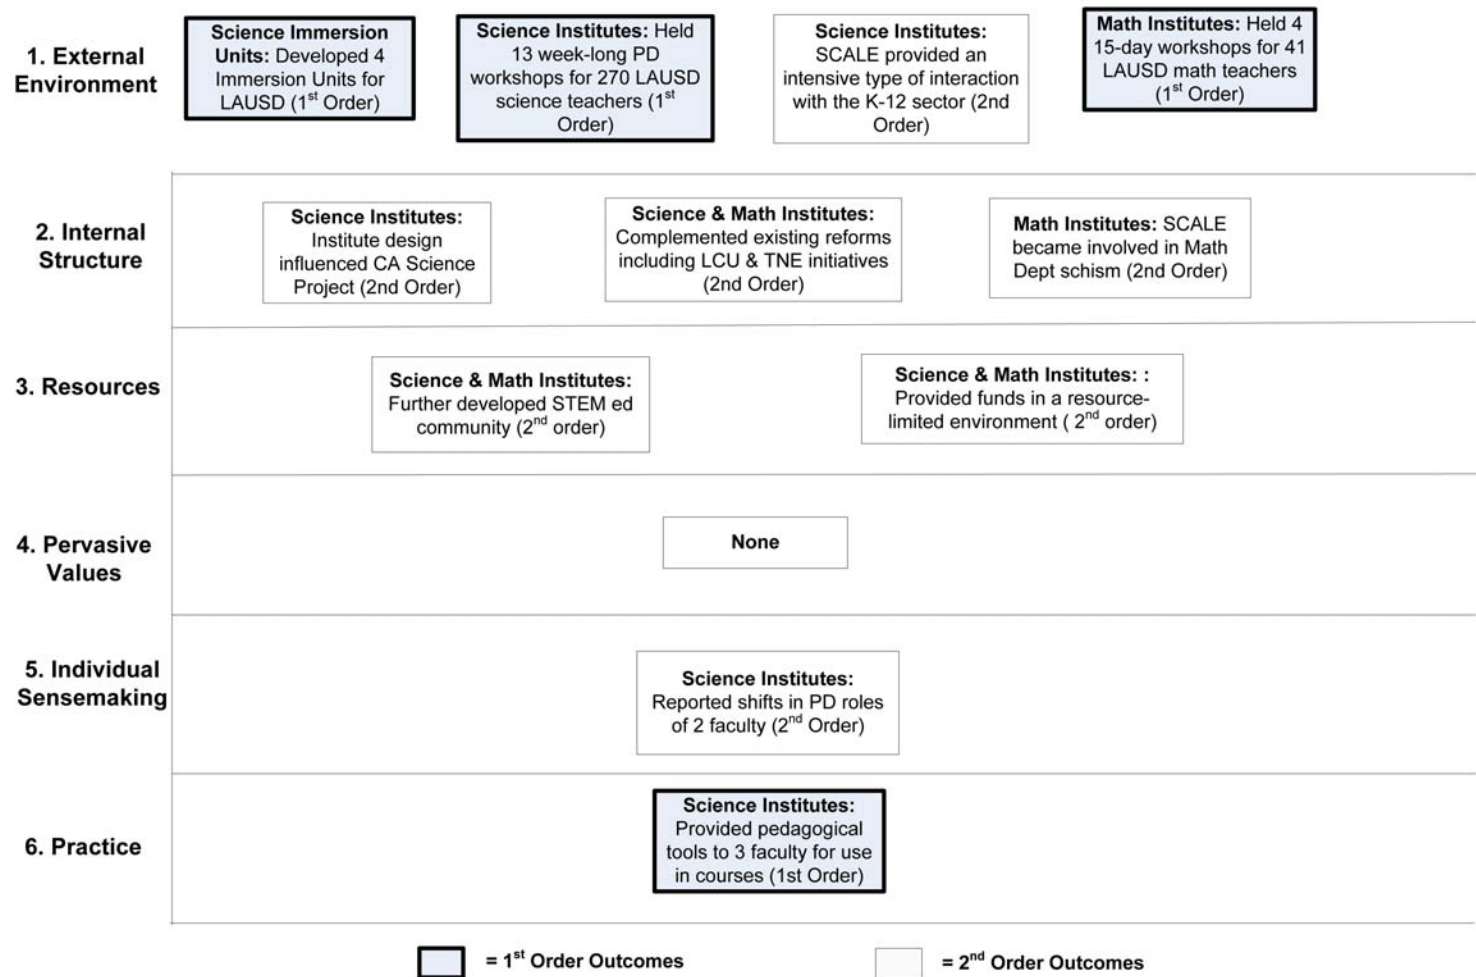 1. External
Environment
Science Immersion
Units: Developed 4
Immersion Units for
LAUSD (1st Order)
Science Institutes: Held
13 week-long PD
workshops for 270 LAUSD
science teachers (1st
Order)
Science Institutes:
SCALE provided an
intensive type of interaction
with the K-12 sector (2nd
Order)
Math Institutes: Held 4
15-day workshops for 41
LAUSD math teachers
(1st Order)
2. Internal
Structure
Science Institutes:
Institute design
influenced CA Science
Project (2nd Order)
Science & Math Institutes:
Complemented existing reforms
including LCU & TNE initiatives
(2nd Order)
Math Institutes: SCALE
became involved in Math
Dept schism (2nd Order)
3. Resources
Science & Math Institutes:
Further developed STEM ed
community (2nd order)
Science & Math Institutes: :
Provided funds in a resource-
limited environment ( 2nd order)
4. Pervasive
Values
None
5. Individual
Sensemaking
Science Institutes:
Reported shifts in PD roles
of 2 faculty (2nd Order)
6. Practice
Science Institutes:
Provided pedagogical
tools to 3 faculty for use
in courses (1st Order)
= 1st Order Outcomes
= 2nd Order Outcomes